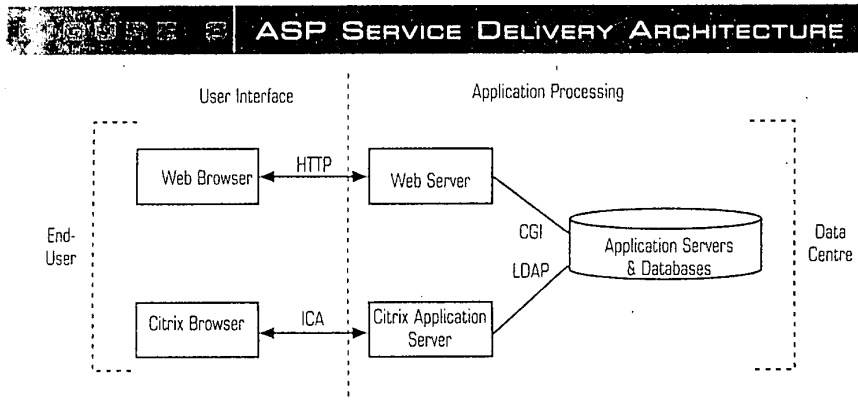 ASP SERVICE DELIVERY ARCHITECTURE
User Interface
Application Processing
Web Browser
HTTP
Web Server
End-
User
CGI
LDAP
Application Servers
& Databases
Data
Centre
Citrix Browser
ICA
Citrix Application
Server